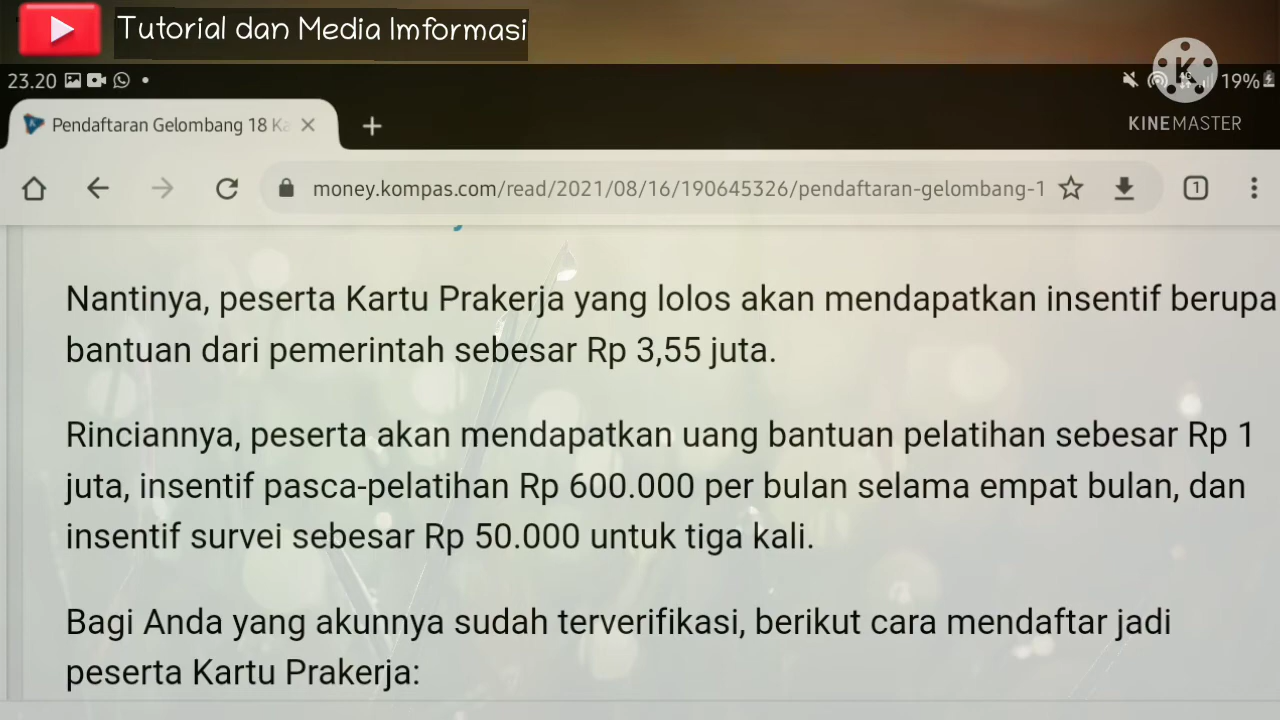 Tutorial dan Media Imformasi
23.20
19%
Pendaftaran Gelombang 18 Ka
KINEMASTER
money.kompas.com/read/2021/08/16/190645326/pendaftaran-gelombang-1
1
Nantinya, peserta Kartu Prakerja yang lolos akan mendapatkan insentif berupa
bantuan dari pemerintah sebesar Rp 3,55 juta.
Rinciannya, peserta akan mendapatkan uang bantuan pelatihan sebesar Rp 1
juta, insentif pasca-pelatihan Rp 600.000 per bulan selama empat bulan, dan
insentif survei sebesar Rp 50.000 untuk tiga kali.
Bagi Anda yang akunnya sudah terverifikasi, berikut cara mendaftar jadi
peserta Kartu Prakerja: